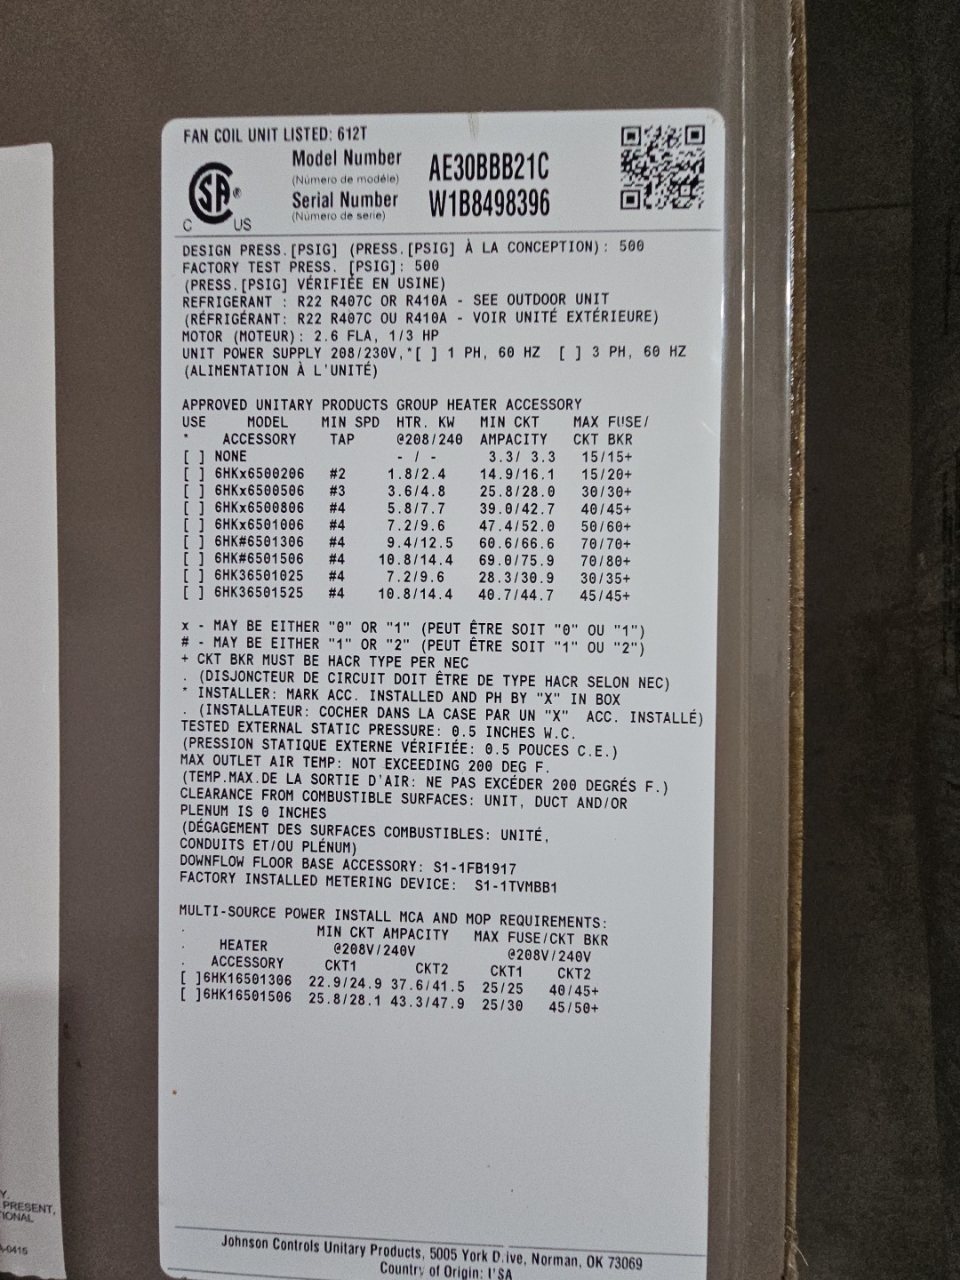 FAN COIL UNIT LISTED: 612T
Model Number
(Número de modéle)
AE30BBB21C
Serial Number
(Número de serie)
W1B8498396
SA
C US
DESIGN PRESS.[PSIG] (PRESS.[PSIG] À LA CONCEPTION): 500
FACTORY TEST PRESS. [PSIG]: 500
(PRESS.[PSIG] VÉRIFIÉE EN USINE)
REFRIGERANT : R22 R407C OR R410A - SEE OUTDOOR UNIT
(RÉFRIGÉRANT: R22 R407C OU R410A - VOIR UNITÉ EXTÉRIEURE)
MOTOR (MOTEUR): 2.6 FLA, 1/3 HP
UNIT POWER SUPPLY 208/230V,*[ ] 1 PH, 60 HZ [ ] 3 PH, 60 HZ
(ALIMENTATION À L'UNITÉ)
APPROVED UNITARY PRODUCTS GROUP HEATER ACCESSORY
USE MODEL MIN SPD HTR. KW MIN CKT MAX FUSE/
* ACCESSORY TAP @208/240 AMPACITY CKT BKR
[ ] NONE - / - 3.3/ 3.3 15/15+
[ ] 6HKx6500206 #2 1.8/2.4 14.9/16.1 15/20+
[ ] 6HKx6500506 #3 3.6/4.8 25.8/28.0 30/30+
[ ] 6HKx6500806 #4 5.8/7.7 39.0/42.7 40/45+
[ ] 6HKx6501006 #4 7.2/9.6 47.4/52.0 50/60+
[ ] 6HK#6501306 #4 9.4/12.5 60.6/66.6 70/70+
[ ] 6HK#6501506 #4 10.8/14.4 69.0/75.9 70/80+
[ ] 6HK36501025 #4 7.2/9.6 28.3/30.9 30/35+
[ ] 6HK36501525 #4 10.8/14.4 40.7/44.7 45/45+
x - MAY BE EITHER "0" OR "1" (PEUT ÊTRE SOIT "0" OU "1")
# - MAY BE EITHER "1" OR "2" (PEUT ÊTRE SOIT "1" OU "2")
+ CKT BKR MUST BE HACR TYPE PER NEC
. (DISJONCTEUR DE CIRCUIT DOIT ÊTRE DE TYPE HACR SELON NEC)
* INSTALLER: MARK ACC. INSTALLED AND PH BY "X" IN BOX
. (INSTALLATEUR: COCHER DANS LA CASE PAR UN "X" ACC. INSTALLÉ)
TESTED EXTERNAL STATIC PRESSURE: 0.5 INCHES W.C.
(PRESSION STATIQUE EXTERNE VÉRIFIÉE: 0.5 POUCES C.E.)
MAX OUTLET AIR TEMP: NOT EXCEEDING 200 DEG F.
(TEMP.MAX.DE LA SORTIE D'AIR: NE PAS EXCÉDER 200 DEGRÉS F.)
CLEARANCE FROM COMBUSTIBLE SURFACES: UNIT, DUCT AND/OR
PLENUM IS 0 INCHES
(DÉGAGEMENT DES SURFACES COMBUSTIBLES: UNITÉ,
CONDUITS ET/OU PLÉNUM)
DOWNFLOW FLOOR BASE ACCESSORY: S1-1FB1917
FACTORY INSTALLED METERING DEVICE: S1-1TVMBB1
MULTI-SOURCE POWER INSTALL MCA AND MOP REQUIREMENTS:
. MIN CKT AMPACITY MAX FUSE/CKT BKR
. HEATER @208V/240V @208V/240V
. ACCESSORY CKT1 CKT2 CKT1 CKT2
[ ]6HK16501306 22.9/24.9 37.6/41.5 25/25 40/45+
[ ]6HK16501506 25.8/28.1 43.3/47.9 25/30 45/50+
Johnson Controls Unitary Products, 5005 York Drive, Norman, OK 73069
Country of Origin: USA
Y.
PRESENT,
IONAL
-0415